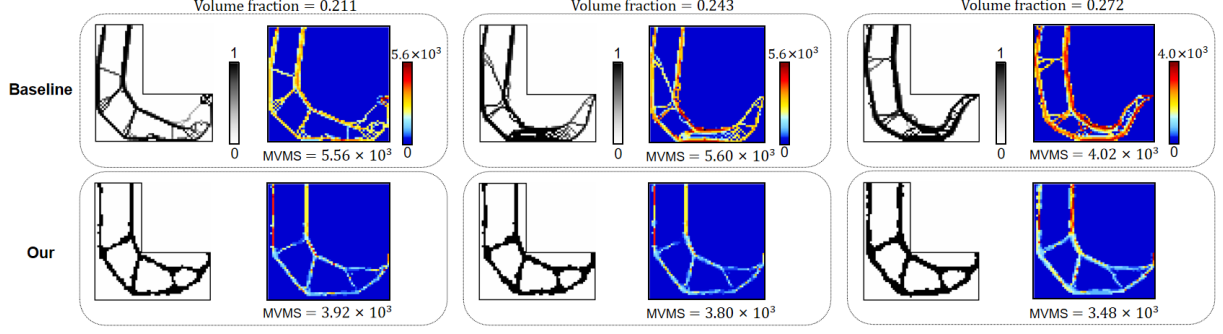 Volume fraction = 0.211
Volume fraction = 0.243
Volume fraction = 0.272
Baseline
1
0
5.6×10³
0
MVMS = 5.56 × 10³
1
0
5.6×10³
0
MVMS = 5.60 × 10³
1
0
4.0×10³
0
MVMS = 4.02 × 10³
Our
MVMS = 3.92 × 10³
MVMS = 3.80 × 10³
MVMS = 3.48 × 10³